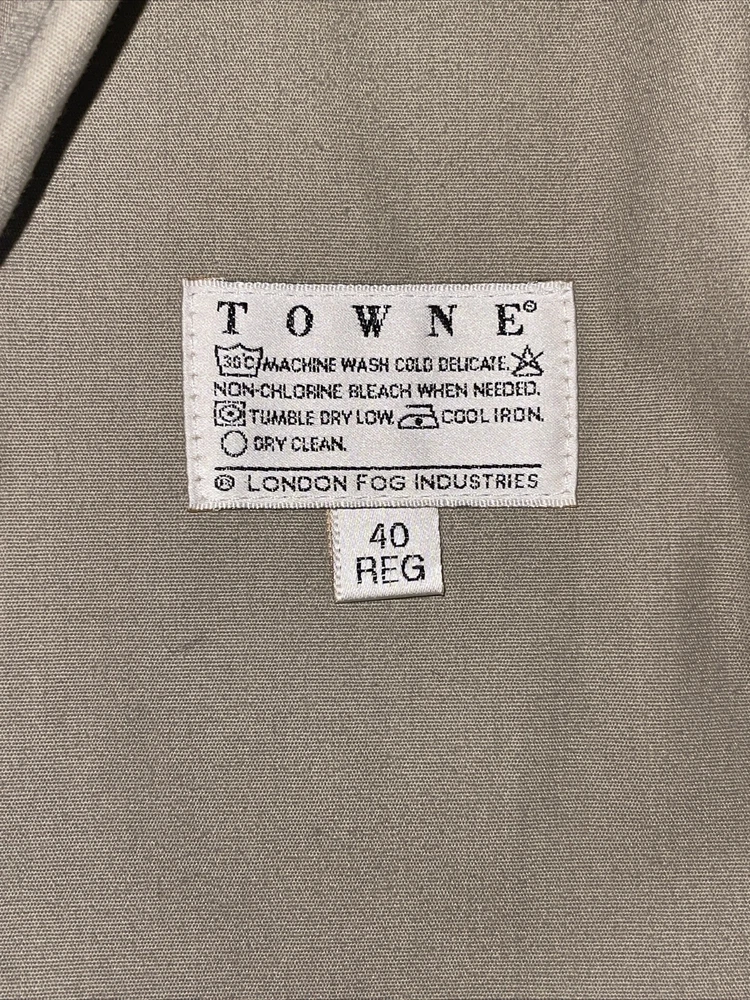 TOWNE®
30C MACHINE WASH COLD DELICATE.
NON-CHLORINE BLEACH WHEN NEEDED.
TUMBLE DRY LOW. COOL IRON.
DRY CLEAN.
LONDON FOG INDUSTRIES
40
REG